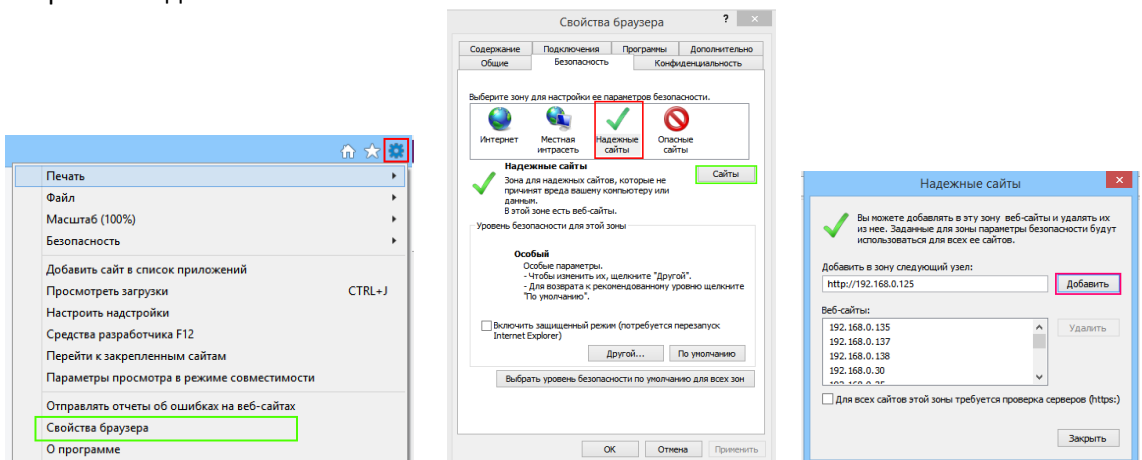 Печать
Файл
Масштаб (100%)
Безопасность
Добавить сайт в список приложений
Просмотреть загрузки CTRL+J
Настроить надстройки
Средства разработчика F12
Перейти к закрепленным сайтам
Параметры просмотра в режиме совместимости
Отправлять отчеты об ошибках на веб-сайтах
Свойства браузера
О программе
Свойства браузера ? ×
Содержание Подключения Программы Дополнительно
Общие Безопасность Конфиденциальность
Выберите зону для настройки ее параметров безопасности.
Интернет Местная интрасеть Надежные сайты Опасные сайты
Надежные сайты
Сайты
Зона для надежных сайтов, которые не
причинят вреда вашему компьютеру или
данным.
В этой зоне есть веб-сайты.
Уровень безопасности для этой зоны
Особый
Особые параметры.
- Чтобы изменить их, щелкните "Другой".
- Для возврата к рекомендованному уровню щелкните
"По умолчанию".
Включить защищенный режим (потребуется перезапуск
Internet Explorer)
Другой... По умолчанию
Выбрать уровень безопасности по умолчанию для всех зон
ОК Отмена Применить
Надежные сайты ×
Вы можете добавлять в эту зону веб-сайты и удалять их
из нее. Заданные для зоны параметры безопасности будут
использоваться для всех ее сайтов.
Добавить в зону следующий узел:
http://192.168.0.125 Добавить
Веб-сайты:
192.168.0.135 Удалить
192.168.0.137
192.168.0.138
192.168.0.30
Для всех сайтов этой зоны требуется проверка серверов (https:)
Закрыть